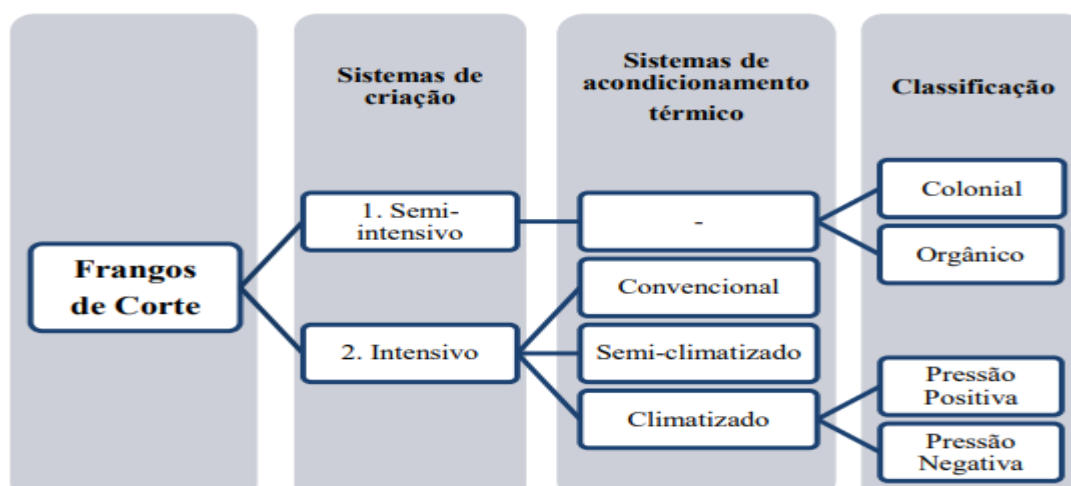 Sistemas de
criação
Sistemas de
acondicionamento
térmico
Classificação
Frangos
de Corte
1. Semi-
intensivo
2. Intensivo
-
Convencional
Semi-climatizado
Climatizado
Colonial
Orgânico
Pressão
Positiva
Pressão
Negativa